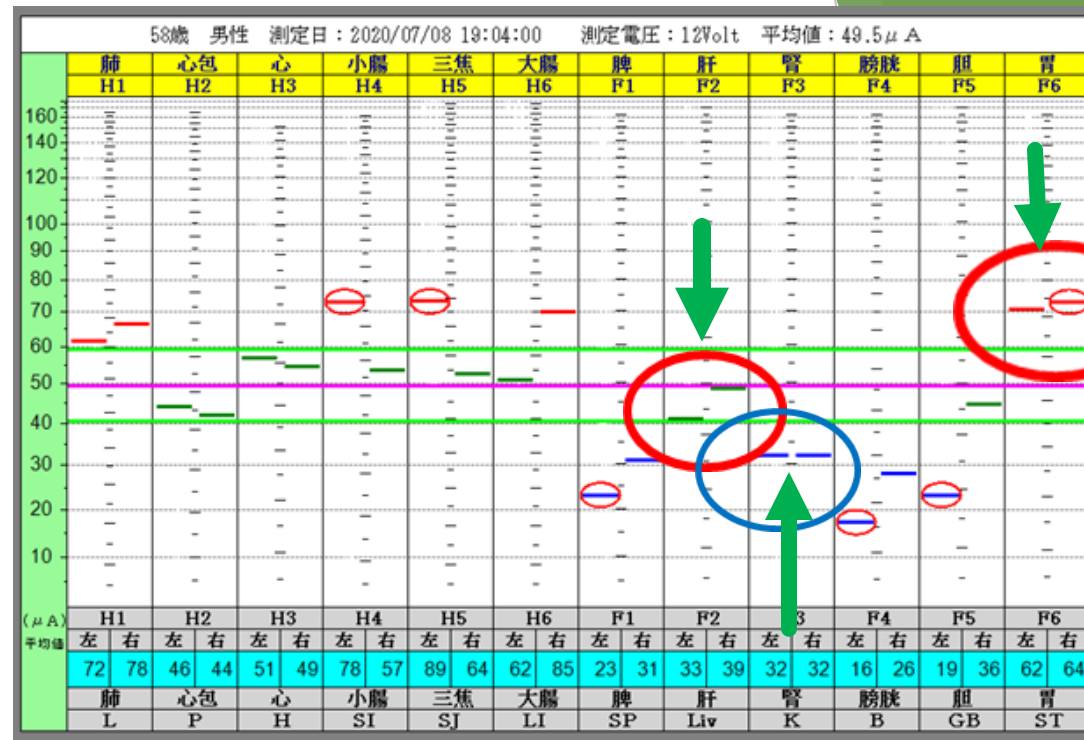 58歳 男性 測定日：2020/07/08 19:04:00 測定電圧：12Volt 平均値：49.5μA
肺 心包 心 小腸 三焦 大腸 脾 肝 腎 膀胱 胆 胃
H1 H2 H3 H4 H5 H6 F1 F2 F3 F4 F5 F6
160
140
120
100
90
80
70
60
50
40
30
20
10
(μA) H1 H2 H3 H4 H5 H6 F1 F2 3 F4 F5 F6
平均値 左 右 左 右 左 右 左 右 左 右 左 右 左 右 左 右 左 右 左 右 左 右 左 右
72 78 46 44 51 49 78 57 89 64 62 85 23 31 33 39 32 32 16 26 19 36 62 64
肺 心包 心 小腸 三焦 大腸 脾 肝 腎 膀胱 胆 胃
L P H SI SJ LI SP Liv K B GB ST